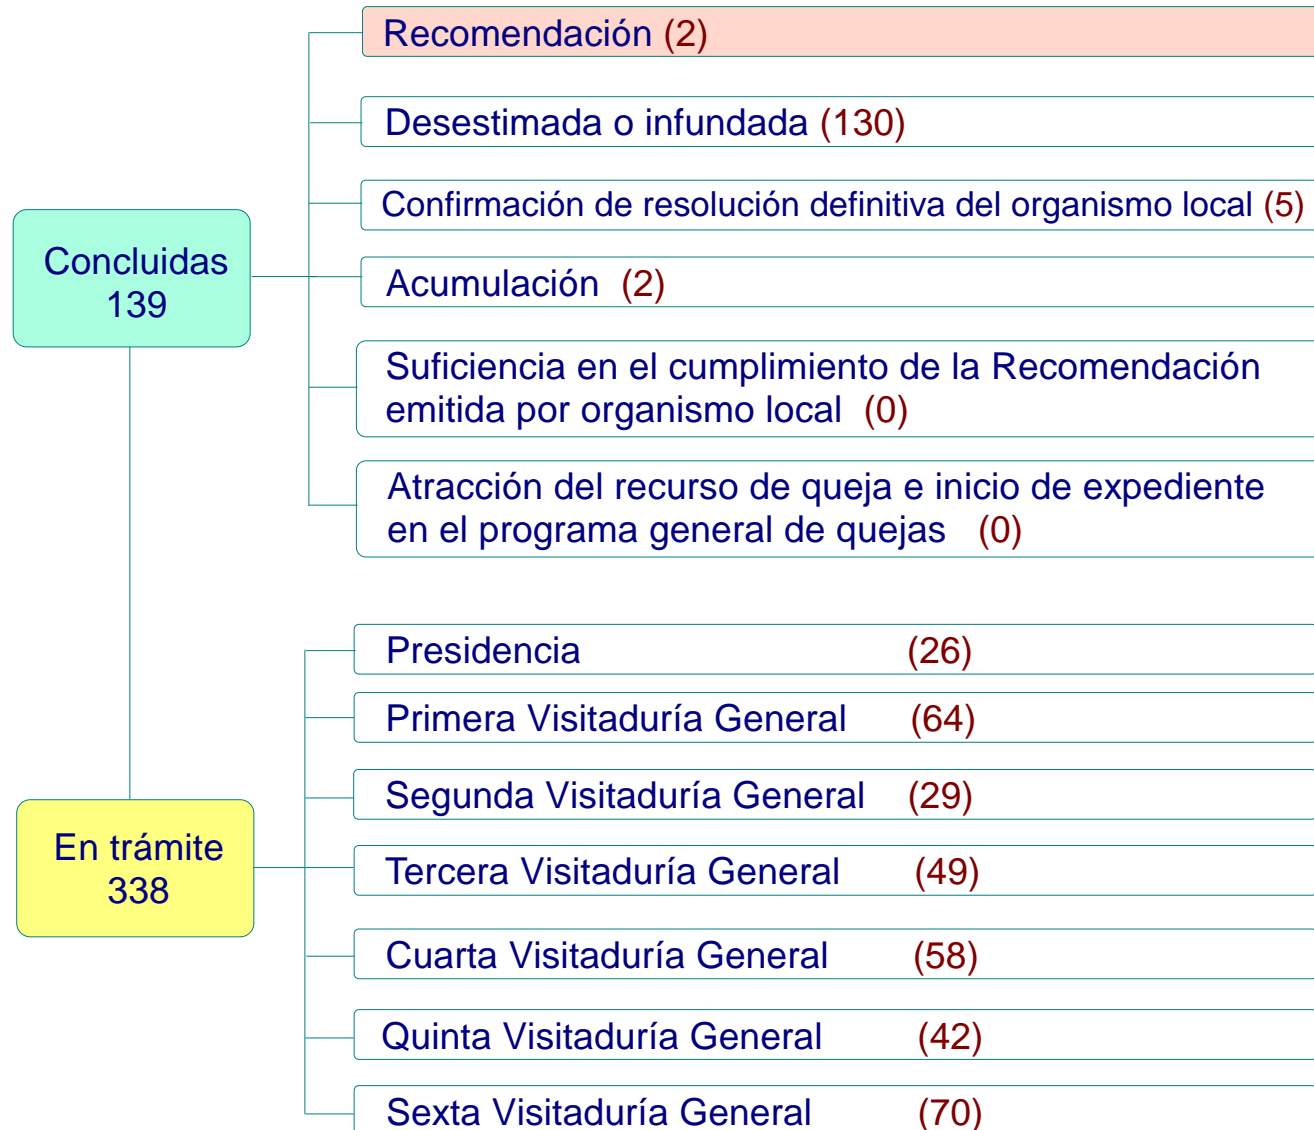 Recomendación (2)
Desestimada o infundada (130)
Confirmación de resolución definitiva del organismo local (5)
Concluidas
139
Acumulación (2)
Suficiencia en el cumplimiento de la Recomendación
emitida por organismo local (0)
Atracción del recurso de queja e inicio de expediente
en el programa general de quejas (0)
Presidencia (26)
Primera Visitaduría General (64)
Segunda Visitaduría General (29)
En trámite
338
Tercera Visitaduría General (49)
Cuarta Visitaduría General (58)
Quinta Visitaduría General (42)
Sexta Visitaduría General (70)